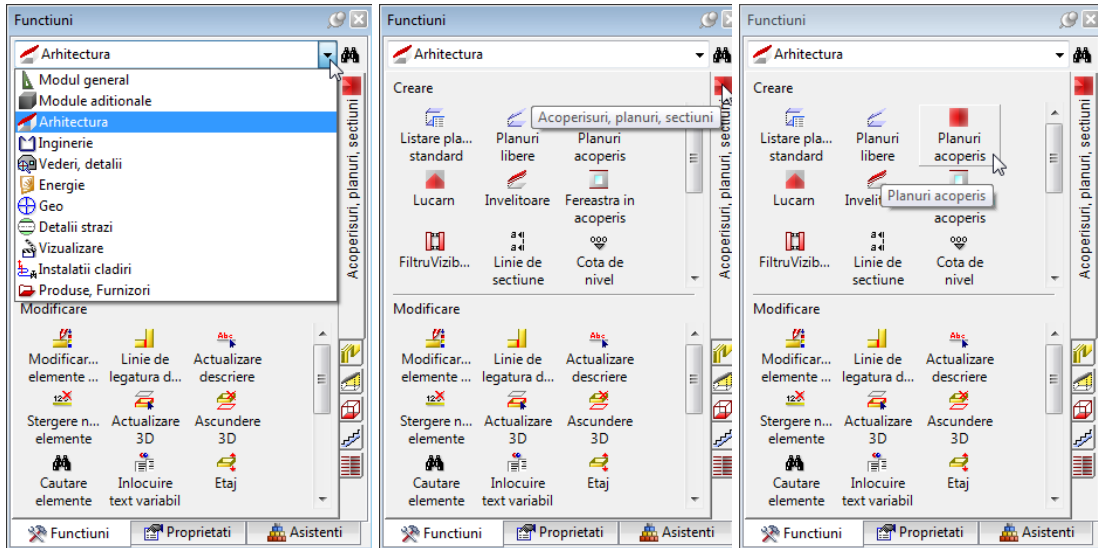 Functiuni
Arhitectura
Modul general
Module aditionale
Arhitectura
Inginerie
Vederi, detalii
Energie
Geo
Detalii strazi
Vizualizare
Instalatii cladiri
Produse, Furnizori
Acoperisuri, planuri, sectiuni
Modificare
Modificar... Linie de Actualizare
elemente ... legatura d... descriere
Stergere n... Actualizare Ascundere
elemente 3D 3D
Cautare Inlocuire Etaj
elemente text variabil
Functiuni Proprietati Asistenti
Functiuni
Arhitectura
Creare
Acoperisuri, planuri, sectiuni
Listare pla... Planuri Planuri
standard libere acoperis
Lucarn Invelitoare Fereastra in
acoperis
FiltruVizib... Linie de Cota de
sectiune nivel
Acoperisuri, planuri, sectiuni
Modificare
Modificar... Linie de Actualizare
elemente ... legatura d... descriere
Stergere n... Actualizare Ascundere
elemente 3D 3D
Cautare Inlocuire Etaj
elemente text variabil
Functiuni Proprietati Asistenti
Functiuni
Arhitectura
Creare
Listare pla... Planuri Planuri
standard libere acoperis
Planuri acoperis
Lucarn
acoperis
FiltruVizib... Linie de Cota de
sectiune nivel
Acoperisuri, planuri, sectiuni
Modificare
Modificar... Linie de Actualizare
elemente ... legatura d... descriere
Stergere n... Actualizare Ascundere
elemente 3D 3D
Cautare Inlocuire Etaj
elemente text variabil
Functiuni Proprietati Asistenti